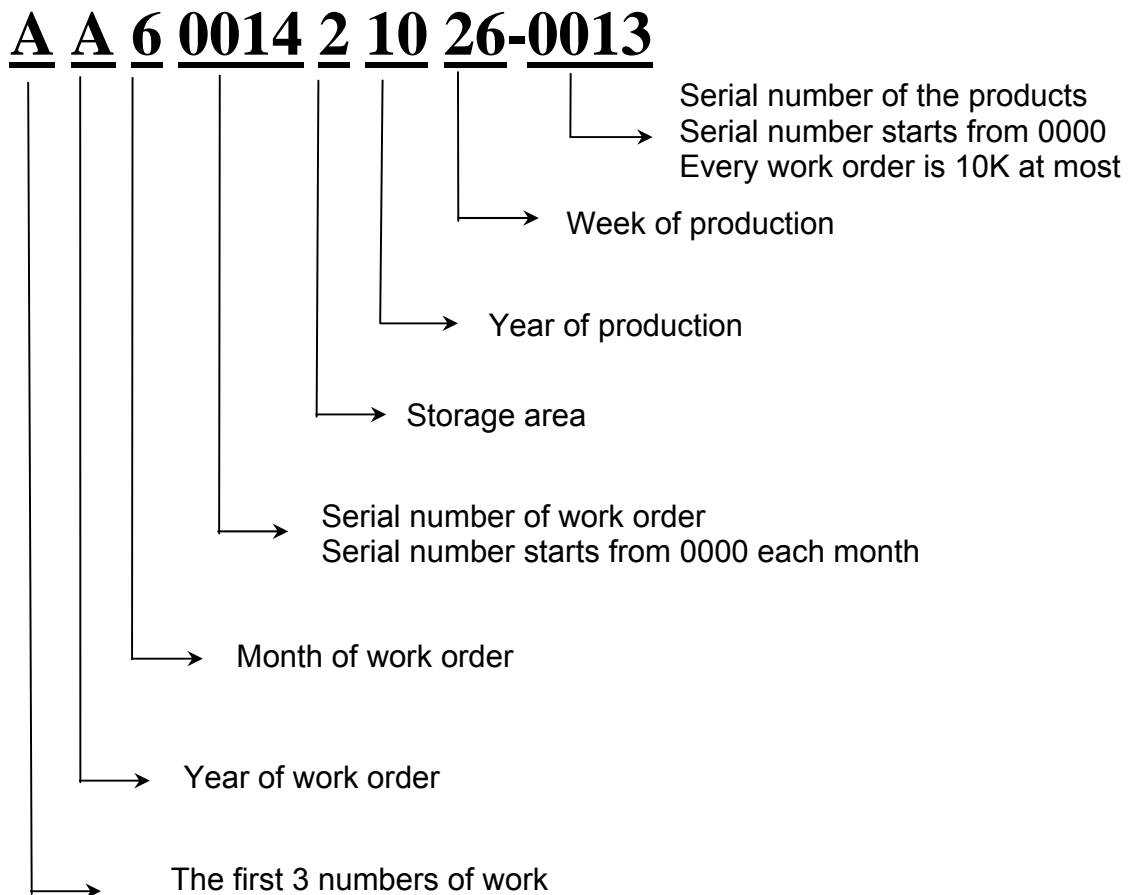 A A 6 0014 2 10 26-0013
Serial number of the products
Serial number starts from 0000
Every work order is 10K at most
Week of production
Year of production
Storage area
Serial number of work order
Serial number starts from 0000 each month
Month of work order
Year of work order
The first 3 numbers of work